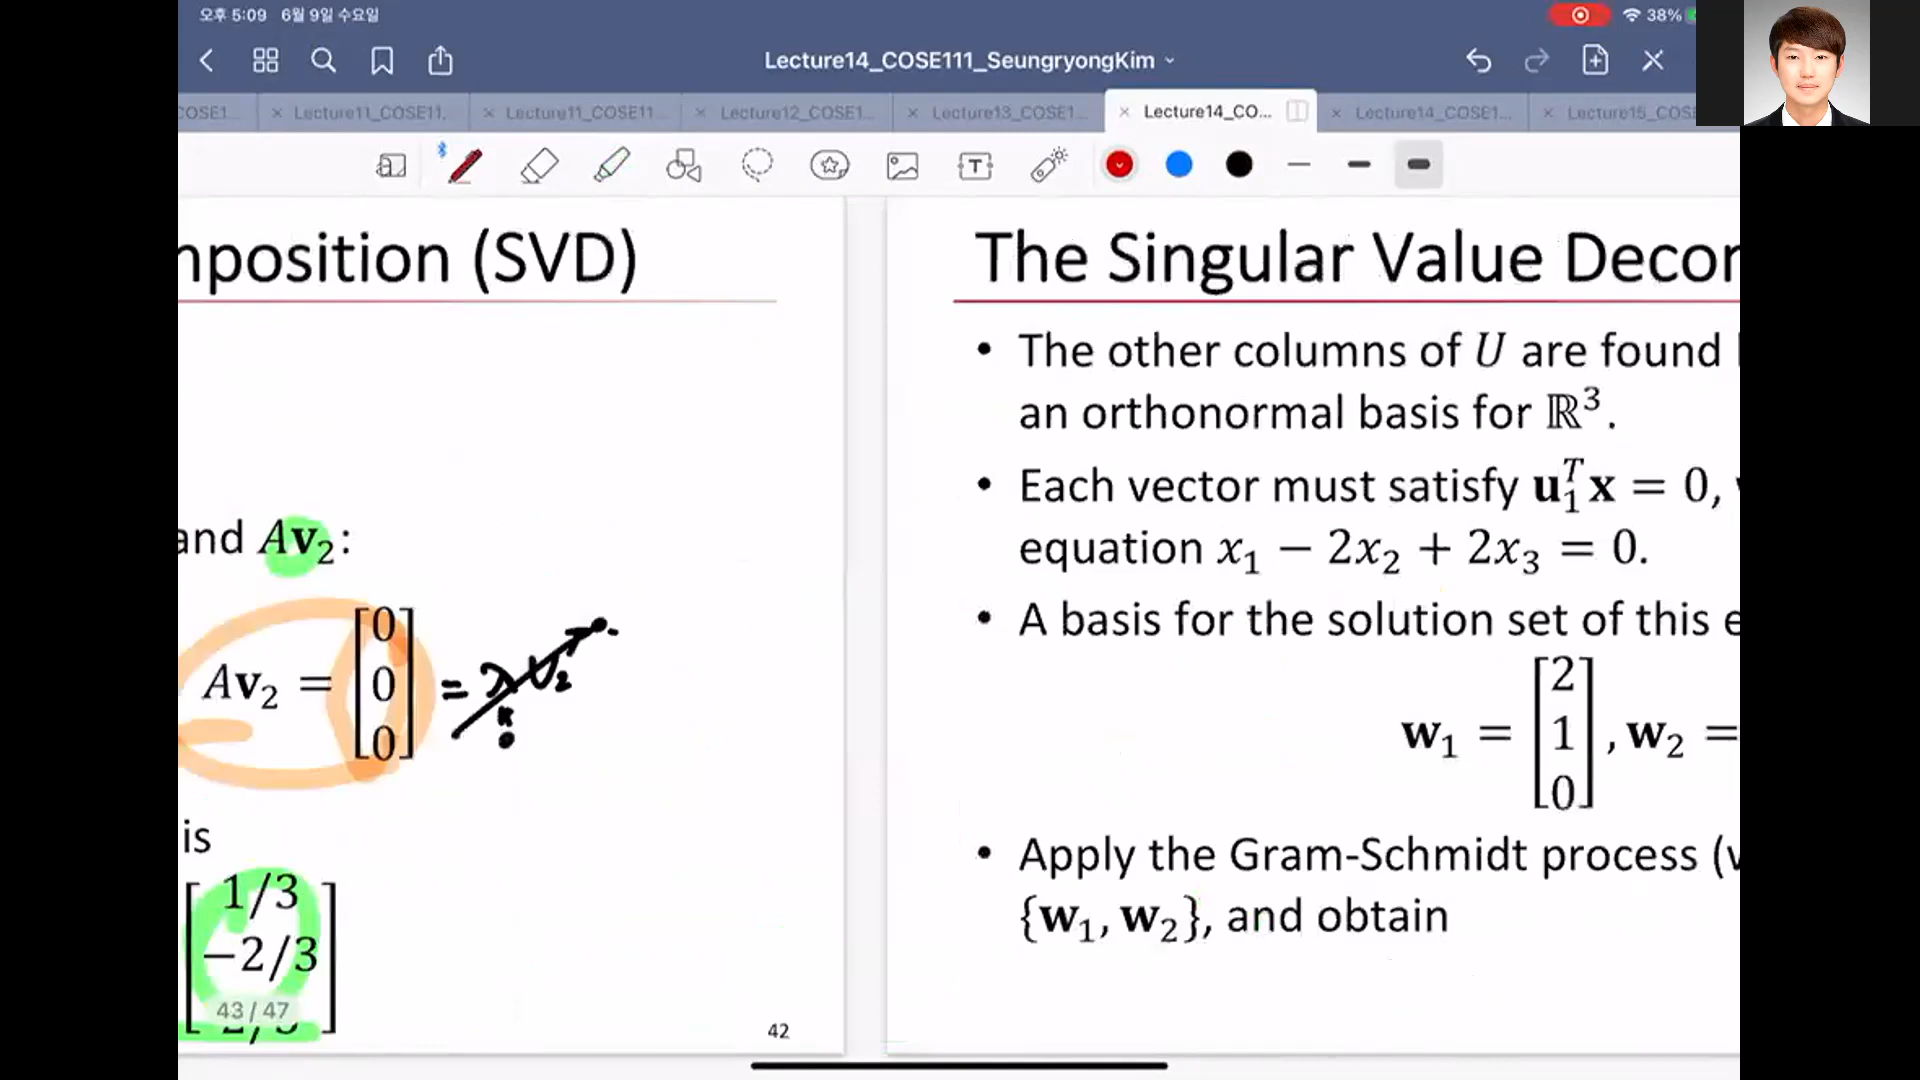 오후 5:09 6월 9일 수요일
38%
Lecture14_COSE111_SeungryongKim
COSE1...
Lecture11_COSE11.
Lecture11_COSE11...
Lecture12_COSE1...
Lecture13_COSE1...
Lecture14_CO...
Lecture14_COSE1...
Lecture15_COS
mposition (SVD)
and Av₂:
Av₂ = [0 0 0] = λ U₂
0
is
[1/3
−2/3
43 / 47
42
The Singular Value Decom
• The other columns of U are found
an orthonormal basis for ℝ³.
• Each vector must satisfy u₁ᵀx = 0,
equation x₁ − 2x₂ + 2x₃ = 0.
• A basis for the solution set of this e
w₁ = [2 1 0], w₂ =
• Apply the Gram-Schmidt process (
{w₁, w₂}, and obtain